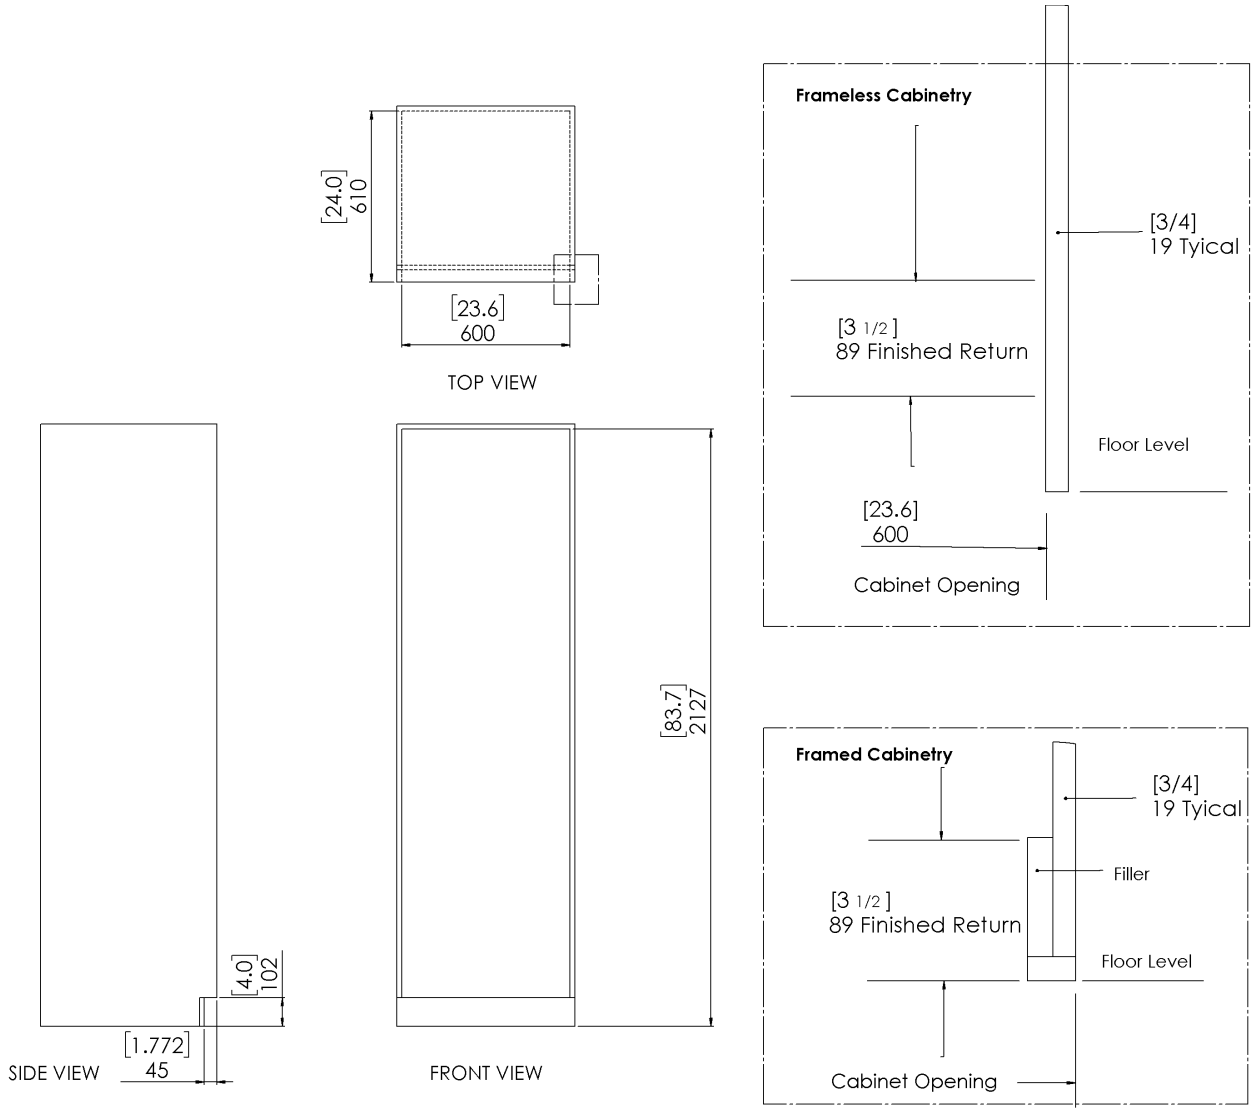 [24.0]
610
[23.6]
600
TOP VIEW
[4.0]
102
[1.772]
45
SIDE VIEW
[83.7]
2127
FRONT VIEW
Frameless Cabinetry
[3/4]
19 Tyical
[3 1/2 ]
89 Finished Return
Floor Level
[23.6]
600
Cabinet Opening
Framed Cabinetry
[3/4]
19 Tyical
Filler
[3 1/2 ]
89 Finished Return
Floor Level
Cabinet Opening